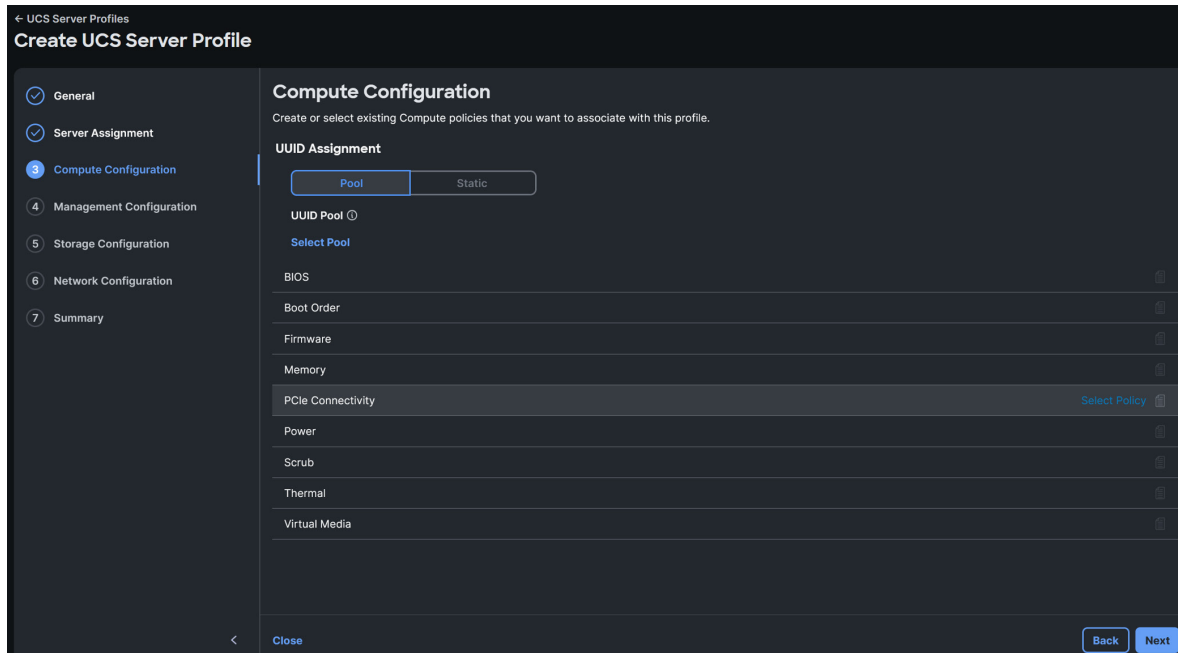 ← UCS Server Profiles
Create UCS Server Profile
General
Server Assignment
3 Compute Configuration
4 Management Configuration
5 Storage Configuration
6 Network Configuration
7 Summary
Compute Configuration
Create or select existing Compute policies that you want to associate with this profile.
UUID Assignment
Pool Static
UUID Pool
Select Pool
BIOS
Boot Order
Firmware
Memory
PCIe Connectivity Select Policy
Power
Scrub
Thermal
Virtual Media
Close Back Next